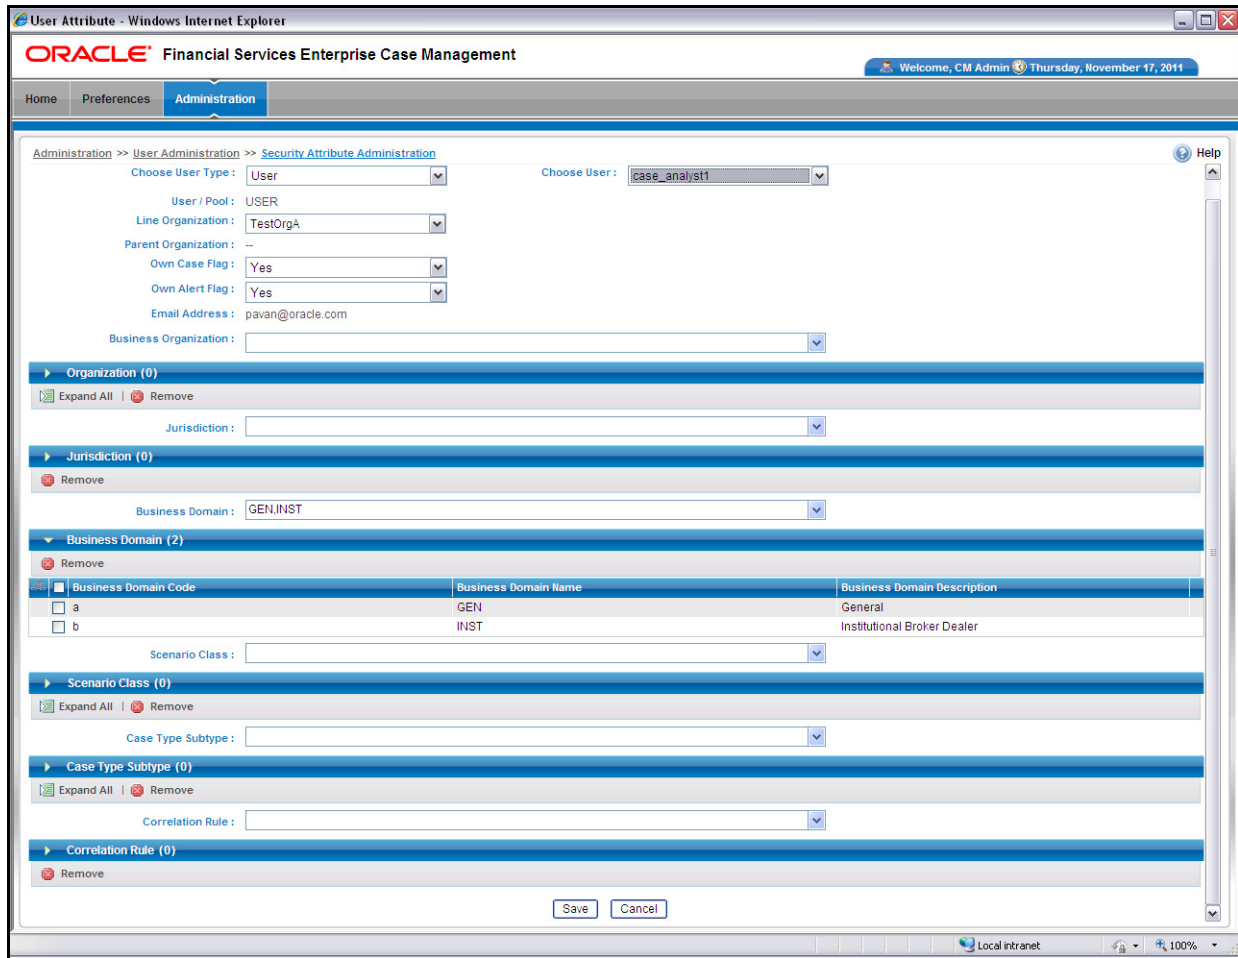 User Attribute - Windows Internet Explorer
ORACLE Financial Services Enterprise Case Management
Welcome, CM Admin Thursday, November 17, 2011
Home Preferences Administration
Administration >> User Administration >> Security Attribute Administration Help
Choose User Type : User Choose User : case_analyst1
User / Pool : USER
Line Organization : TestOrgA
Parent Organization : --
Own Case Flag : Yes
Own Alert Flag : Yes
Email Address : pavan@oracle.com
Business Organization :
Organization (0)
Expand All | Remove
Jurisdiction :
Jurisdiction (0)
Remove
Business Domain : GEN,INST
Business Domain (2)
Remove
Business Domain Code Business Domain Name Business Domain Description
a GEN General
b INST Institutional Broker Dealer
Scenario Class :
Scenario Class (0)
Expand All | Remove
Case Type Subtype :
Case Type Subtype (0)
Expand All | Remove
Correlation Rule :
Correlation Rule (0)
Remove
Save Cancel
Local intranet 100%